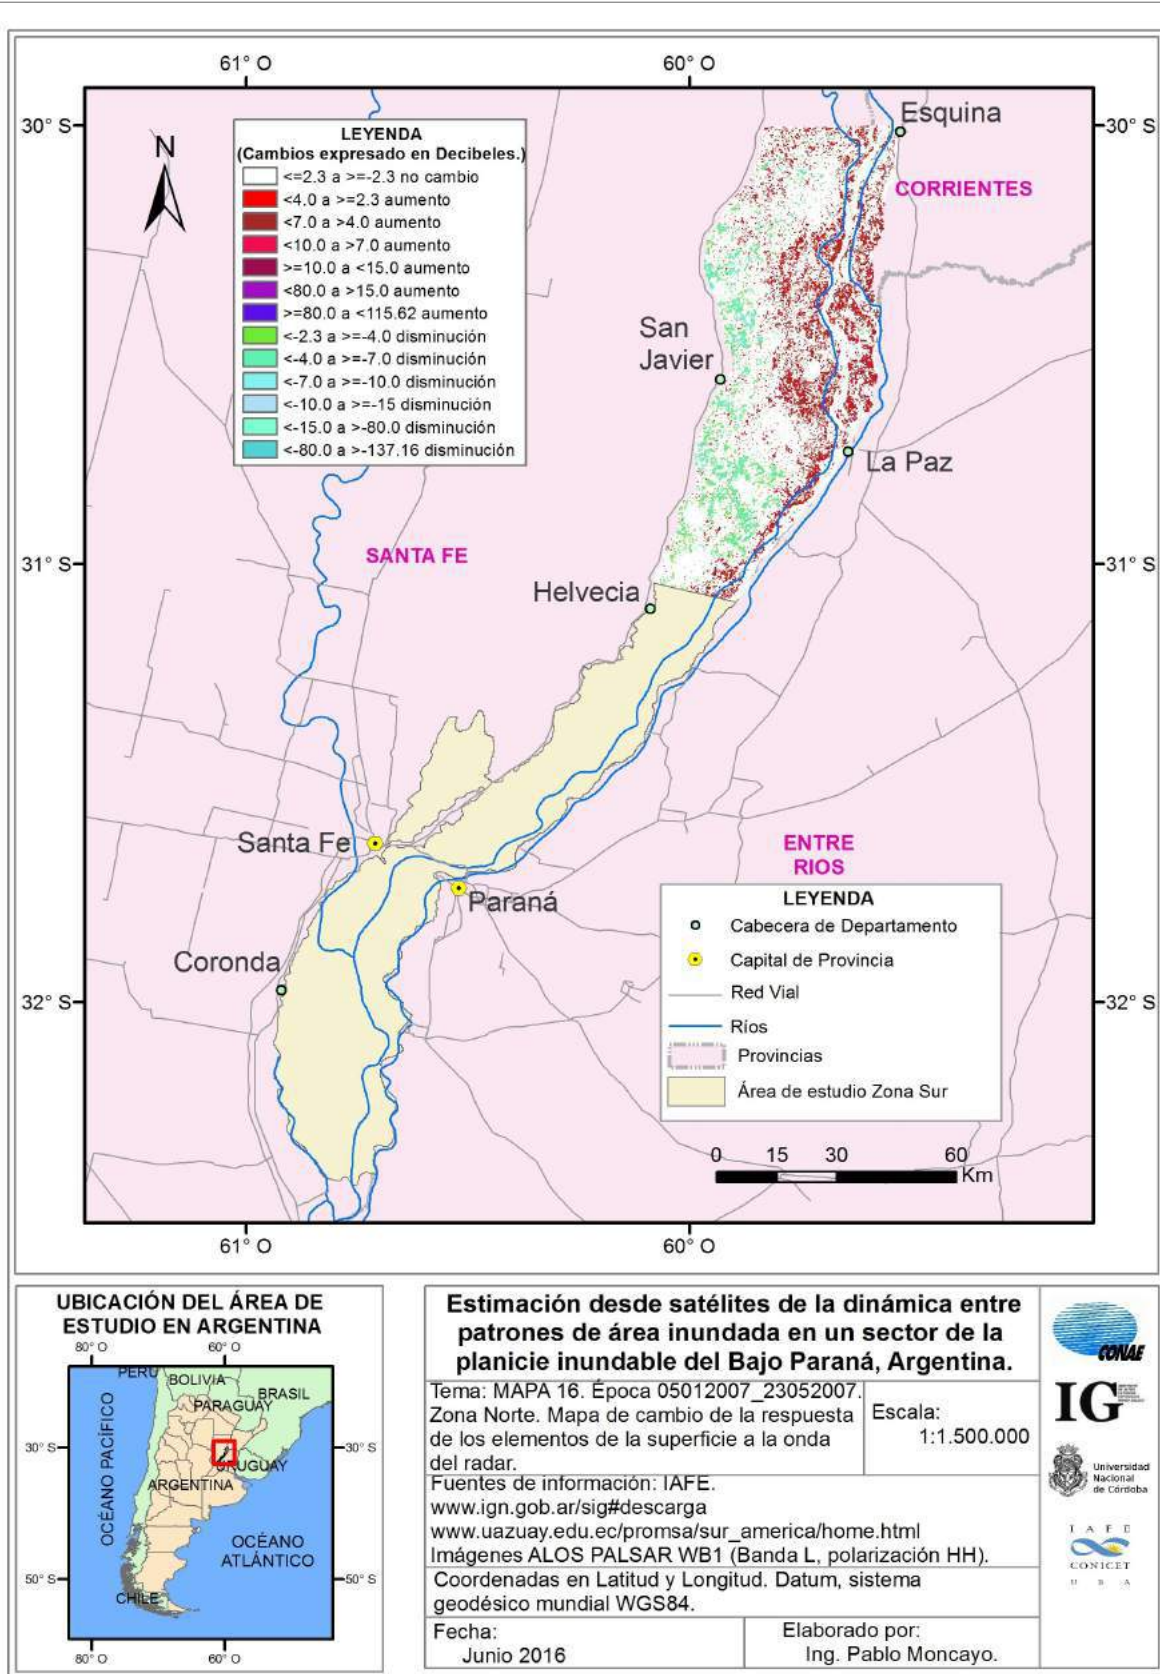 61° O
60° O
30° S
30° S
Esquina
N
LEYENDA
(Cambios expresado en Decibeles.)
<=2.3 a >=-2.3 no cambio
<4.0 a >=2.3 aumento
<7.0 a >4.0 aumento
<10.0 a >7.0 aumento
>=10.0 a <15.0 aumento
<80.0 a >15.0 aumento
>=80.0 a <115.62 aumento
<-2.3 a >=-4.0 disminución
<-4.0 a >=-7.0 disminución
<-7.0 a >=-10.0 disminución
<-10.0 a >=-15 disminución
<-15.0 a >-80.0 disminución
<-80.0 a >-137.16 disminución
CORRIENTES
San
Javier
La Paz
SANTA FE
31° S
31° S
Helvecia
Santa Fe
ENTRE
RIOS
Paraná
Coronda
32° S
32° S
LEYENDA
Cabecera de Departamento
Capital de Provincia
Red Vial
Ríos
Provincias
Área de estudio Zona Sur
0 15 30 60
Km
61° O
60° O
UBICACIÓN DEL ÁREA DE
ESTUDIO EN ARGENTINA
80° O
60° O
PERU
BOLIVIA
BRASIL
PARAGUAY
30° S
30° S
URUGUAY
ARGENTINA
OCÉANO PACÍFICO
OCÉANO
ATLÁNTICO
50° S
50° S
CHILE
80° O
60° O
Estimación desde satélites de la dinámica entre
patrones de área inundada en un sector de la
planicie inundable del Bajo Paraná, Argentina.
Tema: MAPA 16. Época 05012007_23052007.
Zona Norte. Mapa de cambio de la respuesta
de los elementos de la superficie a la onda
del radar.
Escala:
1:1.500.000
Fuentes de información: IAFE.
www.ign.gob.ar/sig#descarga
www.uazuay.edu.ec/promsa/sur_america/home.html
Imágenes ALOS PALSAR WB1 (Banda L, polarización HH).
Coordenadas en Latitud y Longitud. Datum, sistema
geodésico mundial WGS84.
Fecha:
Junio 2016
Elaborado por:
Ing. Pablo Moncayo.
CONAE
IG
Universidad
Nacional
de Córdoba
IAFE
CONICET
U B A